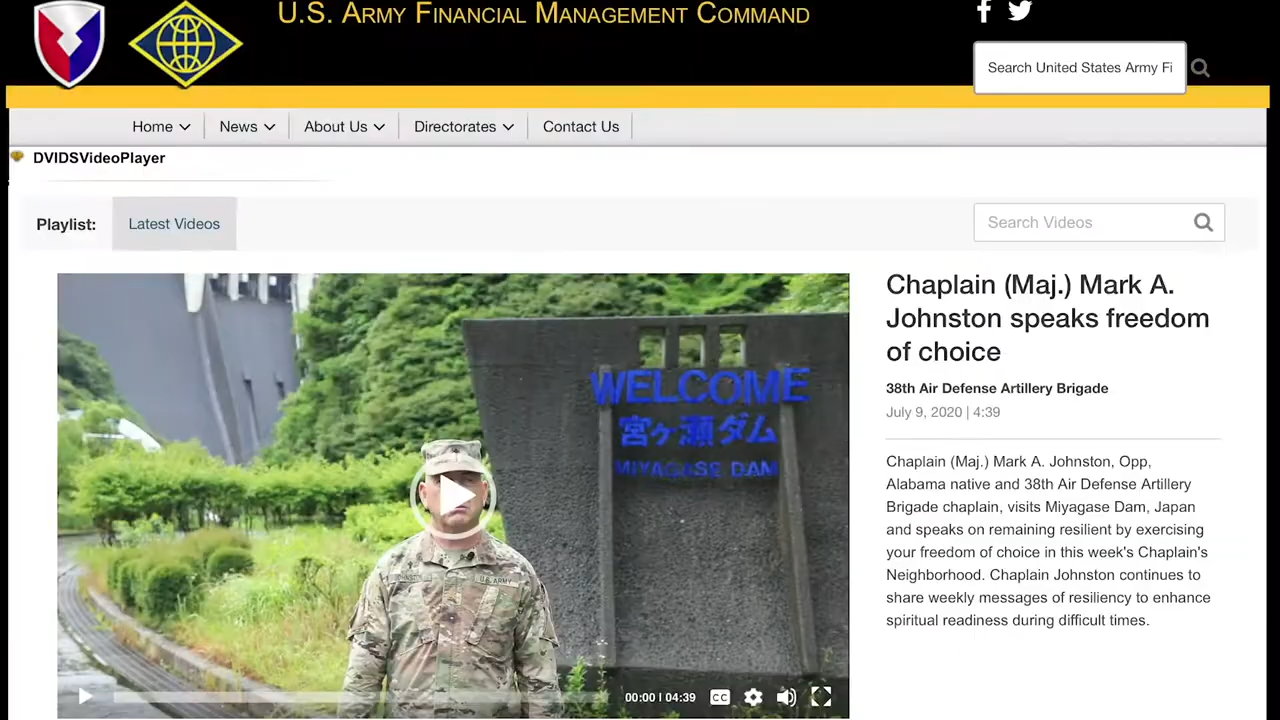 U.S. ARMY FINANCIAL MANAGEMENT COMMAND
Search United States Army Fi
Home
News
About Us
Directorates
Contact Us
DVIDSVideoPlayer
Playlist:
Latest Videos
Search Videos
WELCOME
宮ヶ瀬ダム
MIYAGASE DAM
JOHNSTON
U.S. ARMY
00:00 | 04:39
CC
Chaplain (Maj.) Mark A.
Johnston speaks freedom
of choice
38th Air Defense Artillery Brigade
July 9, 2020 | 4:39
Chaplain (Maj.) Mark A. Johnston, Opp,
Alabama native and 38th Air Defense Artillery
Brigade chaplain, visits Miyagase Dam, Japan
and speaks on remaining resilient by exercising
your freedom of choice in this week's Chaplain's
Neighborhood. Chaplain Johnston continues to
share weekly messages of resiliency to enhance
spiritual readiness during difficult times.